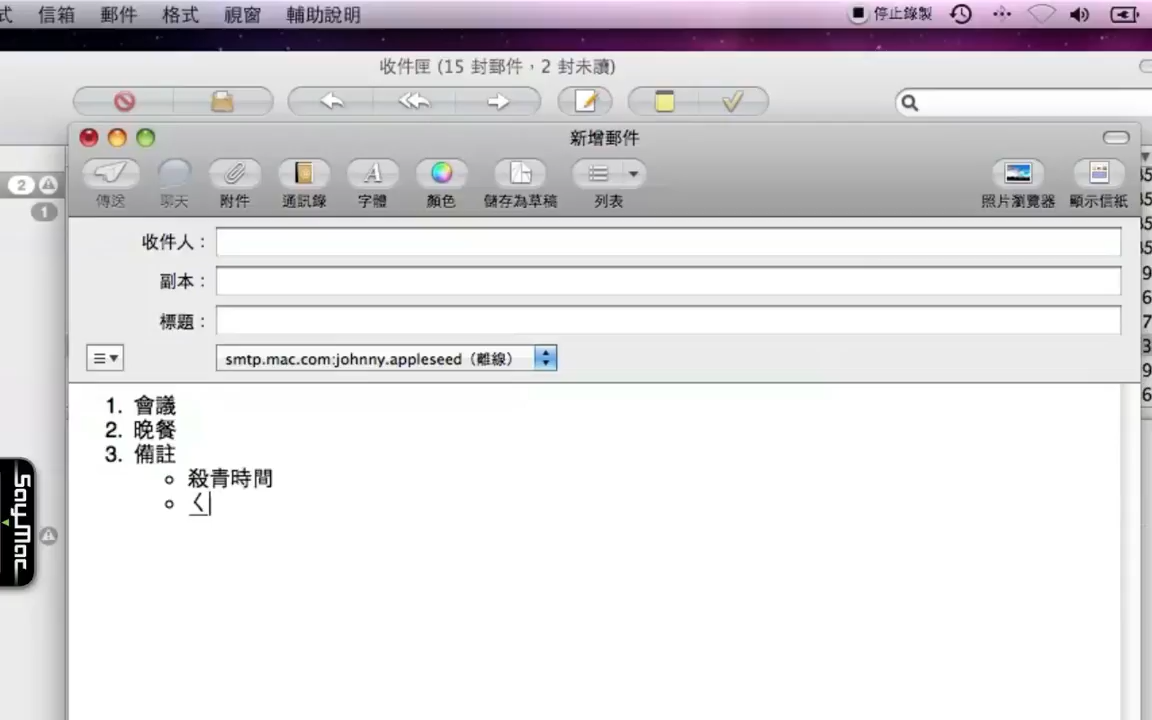 式 信箱 郵件 格式 視窗 輔助說明 停止錄製
收件匣 (15 封郵件，2 封未讀)
新增郵件
傳送 聊天 附件 通訊錄 字體 顏色 儲存為草稿 列表 照片瀏覽器 顯示信紙
2
1
收件人：
副本：
標題：
smtp.mac.com:johnny.appleseed（離線）
1. 會議
2. 晚餐
3. 備註
殺青時間
ㄑ
Say,Mac